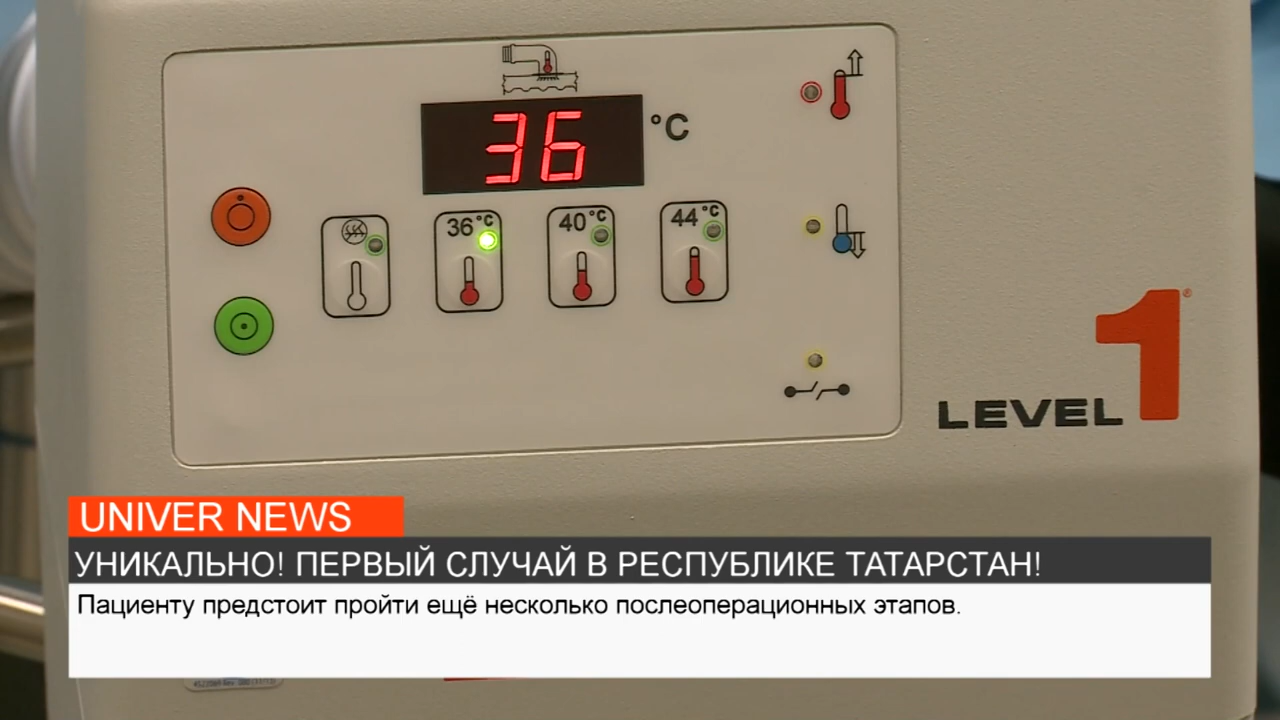 36 °C
36 °C
40 °C
44 °C
LEVEL 1®
UNIVER NEWS
УНИКАЛЬНО! ПЕРВЫЙ СЛУЧАЙ В РЕСПУБЛИКЕ ТАТАРСТАН!
Пациенту предстоит пройти ещё несколько послеоперационных этапов.